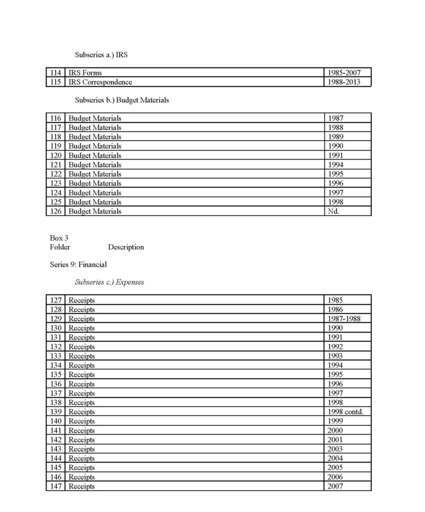 Subseries a.) IRS
114 IRS Forms 1985-2007
115 IRS Correspondence 1988-2013
Subseries b.) Budget Materials
116 Budget Materials 1987
117 Budget Materials 1988
118 Budget Materials 1989
119 Budget Materials 1990
120 Budget Materials 1991
121 Budget Materials 1994
122 Budget Materials 1995
123 Budget Materials 1996
124 Budget Materials 1997
125 Budget Materials 1998
126 Budget Materials Nd.
Box 3
Folder Description
Series 9: Financial
Subseries c.) Expenses
127 Receipts 1985
128 Receipts 1986
129 Receipts 1987-1988
130 Receipts 1990
131 Receipts 1991
132 Receipts 1992
133 Receipts 1993
134 Receipts 1994
135 Receipts 1995
136 Receipts 1996
137 Receipts 1997
138 Receipts 1998
139 Receipts 1998 contd.
140 Receipts 1999
141 Receipts 2000
142 Receipts 2001
143 Receipts 2003
144 Receipts 2004
145 Receipts 2005
146 Receipts 2006
147 Receipts 2007